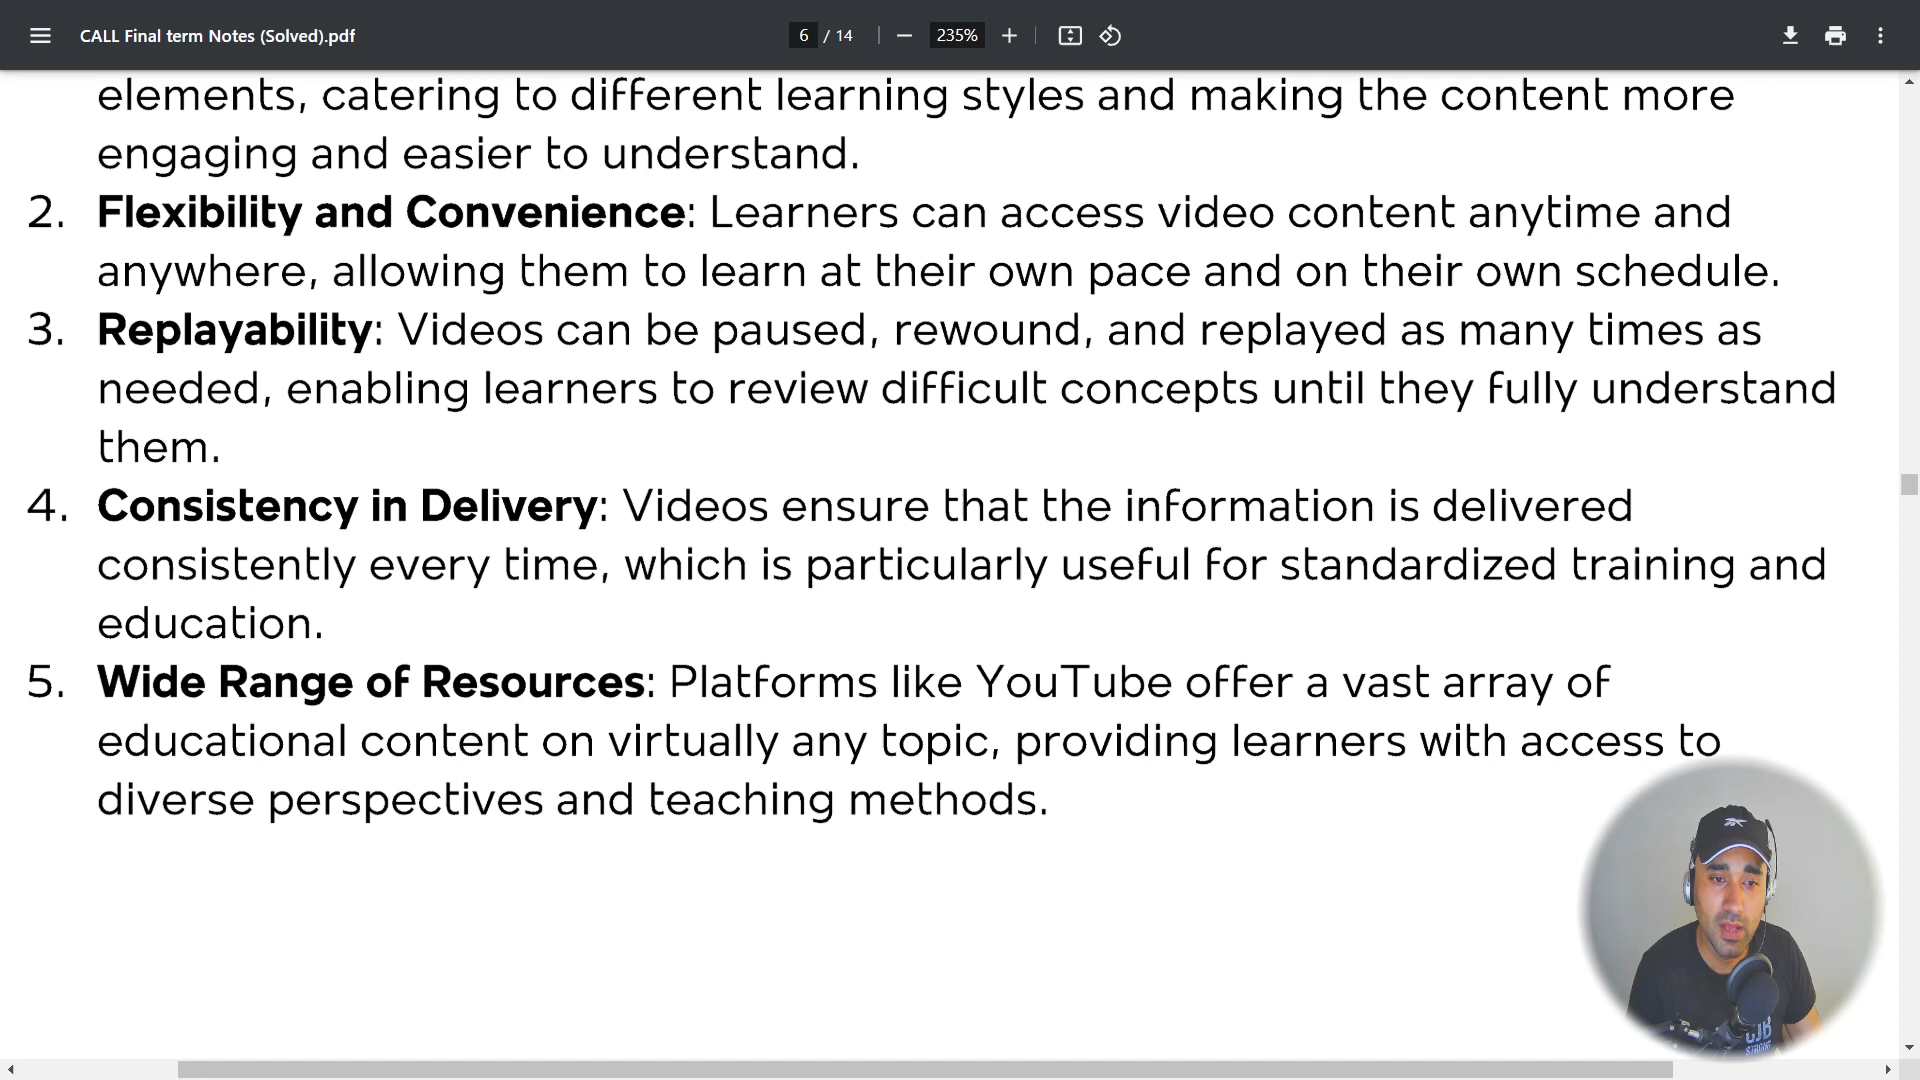 CALL Final term Notes (Solved).pdf
6 / 14
235%
elements, catering to different learning styles and making the content more
engaging and easier to understand.
2. Flexibility and Convenience: Learners can access video content anytime and
anywhere, allowing them to learn at their own pace and on their own schedule.
3. Replayability: Videos can be paused, rewound, and replayed as many times as
needed, enabling learners to review difficult concepts until they fully understand
them.
4. Consistency in Delivery: Videos ensure that the information is delivered
consistently every time, which is particularly useful for standardized training and
education.
5. Wide Range of Resources: Platforms like YouTube offer a vast array of
educational content on virtually any topic, providing learners with access to
diverse perspectives and teaching methods.